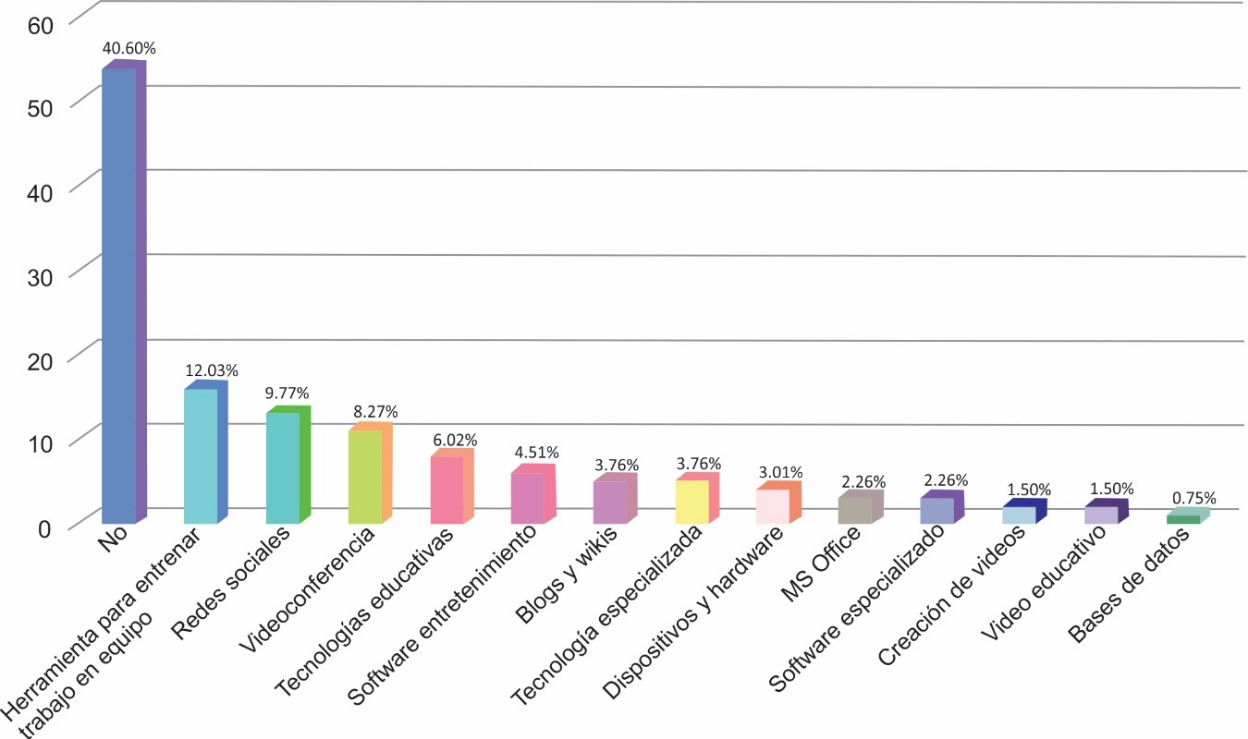 60
50
40
30
20
10
0
40.60%
12.03%
9.77%
8.27%
6.02%
4.51%
3.76%
3.76%
3.01%
2.26%
2.26%
1.50%
1.50%
0.75%
No
Herramienta para entrenar
trabajo en equipo
Redes sociales
Videoconferencia
Tecnologías educativas
Software entretenimiento
Blogs y wikis
Tecnología especializada
Dispositivos y hardware
MS Office
Software especializado
Creación de videos
Video educativo
Bases de datos